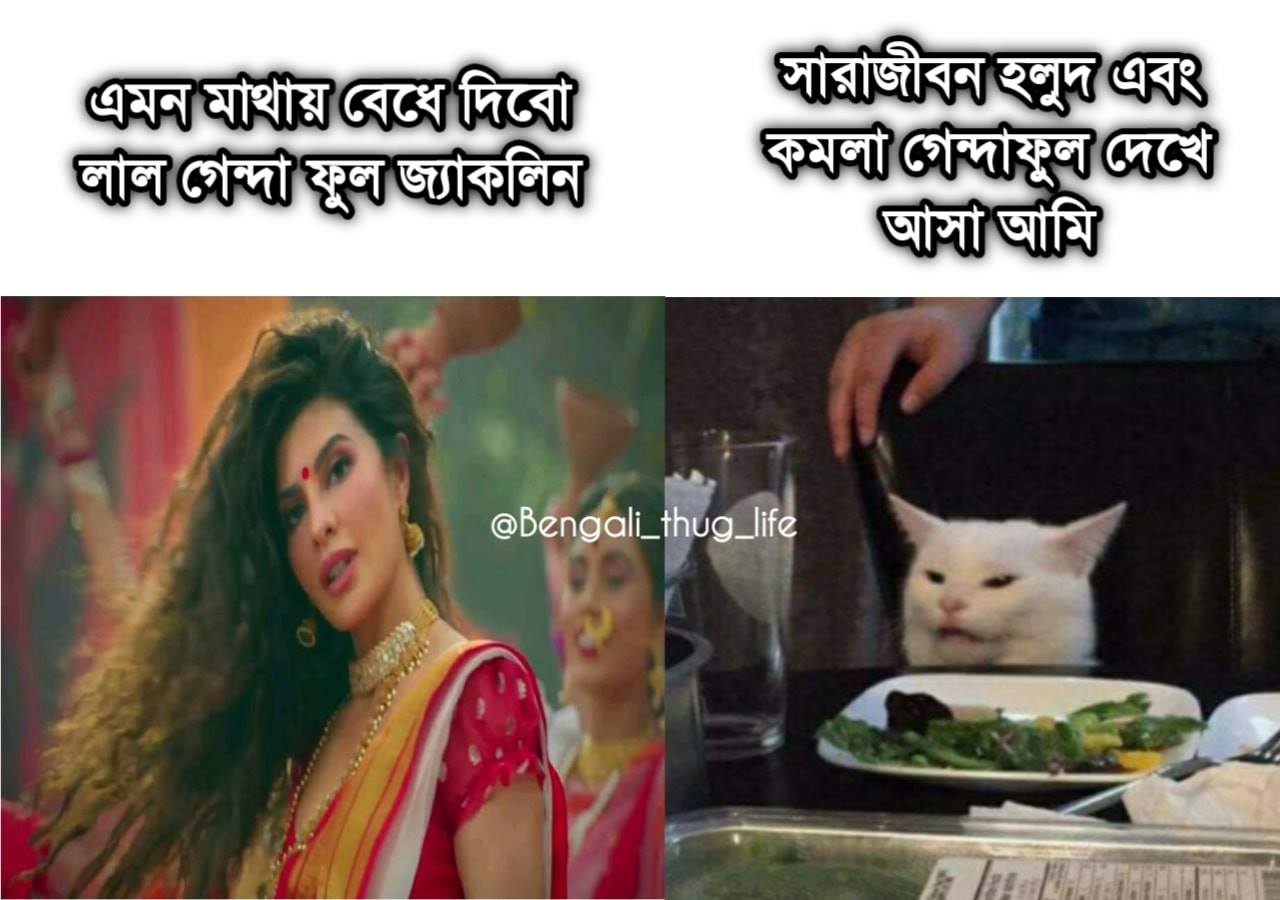 এমন মাথায় বেধে দিবো
লাল গেন্দা ফুল জ্যাকলিন
সারাজীবন হলুদ এবং
কমলা গেন্দাফুল দেখে
আসা আমি
@Bengali_thug_life